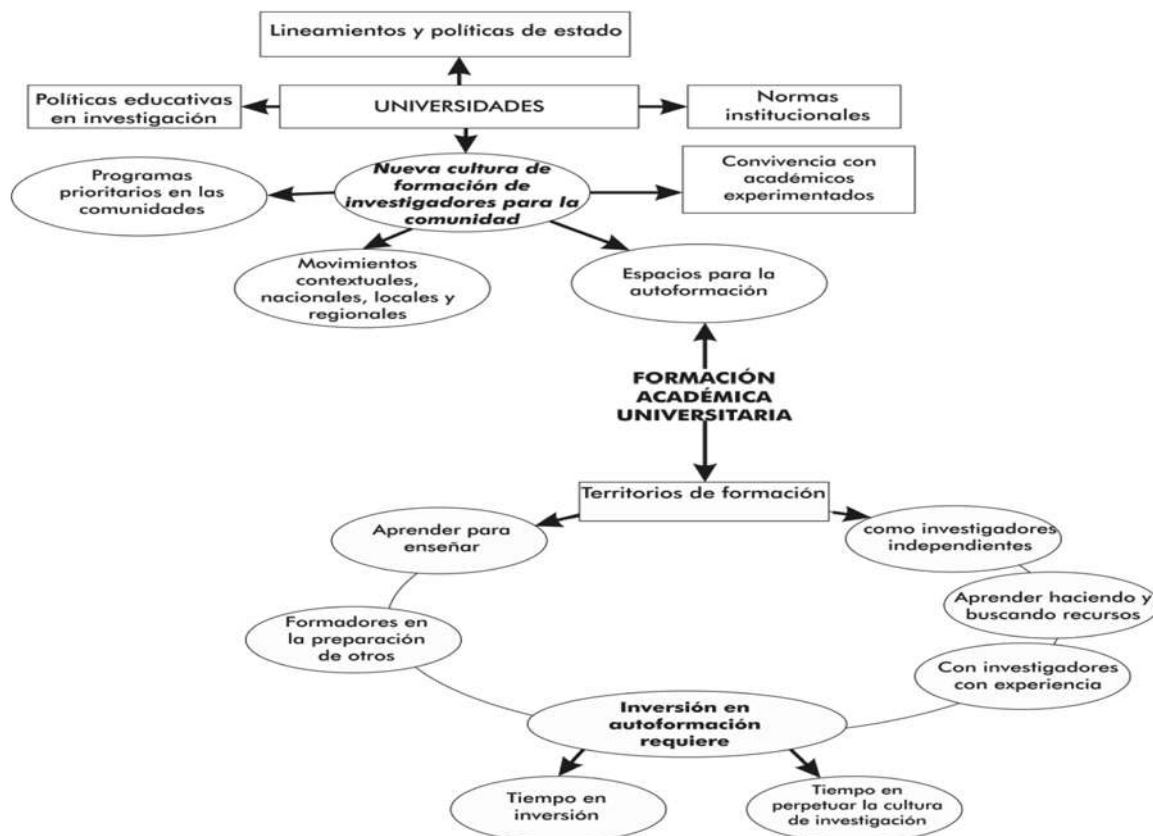 Lineamientos y políticas de estado
Políticas educativas
en investigación
UNIVERSIDADES
Normas
institucionales
Programas
prioritarios en las
comunidades
Nueva cultura de
formación de
investigadores para la
comunidad
Convivencia con
académicos
experimentados
Movimientos
contextuales,
nacionales, locales y
regionales
Espacios para la
autoformación
FORMACIÓN
ACADÉMICA
UNIVERSITARIA
Territorios de formación
Aprender para
enseñar
como investigadores
independientes
Aprender haciendo y
buscando recursos
Formadores en
la preparación
de otros
Con investigadores
con experiencia
Inversión en
autoformación
requiere
Tiempo en
inversión
Tiempo en
perpetuar la cultura
de investigación